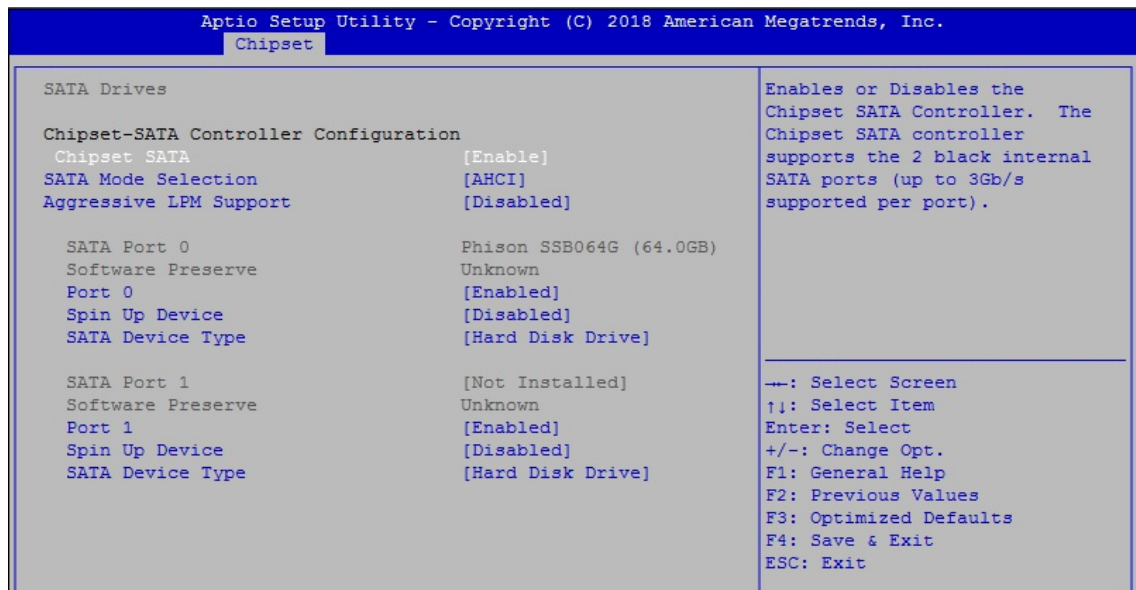 Aptio Setup Utility - Copyright (C) 2018 American Megatrends, Inc.
Chipset
SATA Drives
Chipset-SATA Controller Configuration
Chipset SATA [Enable]
SATA Mode Selection [AHCI]
Aggressive LPM Support [Disabled]
SATA Port 0 Phison SSB064G (64.0GB)
Software Preserve Unknown
Port 0 [Enabled]
Spin Up Device [Disabled]
SATA Device Type [Hard Disk Drive]
SATA Port 1 [Not Installed]
Software Preserve Unknown
Port 1 [Enabled]
Spin Up Device [Disabled]
SATA Device Type [Hard Disk Drive]
Enables or Disables the
Chipset SATA Controller. The
Chipset SATA controller
supports the 2 black internal
SATA ports (up to 3Gb/s
supported per port).
→←: Select Screen
↑↓: Select Item
Enter: Select
+/-: Change Opt.
F1: General Help
F2: Previous Values
F3: Optimized Defaults
F4: Save & Exit
ESC: Exit